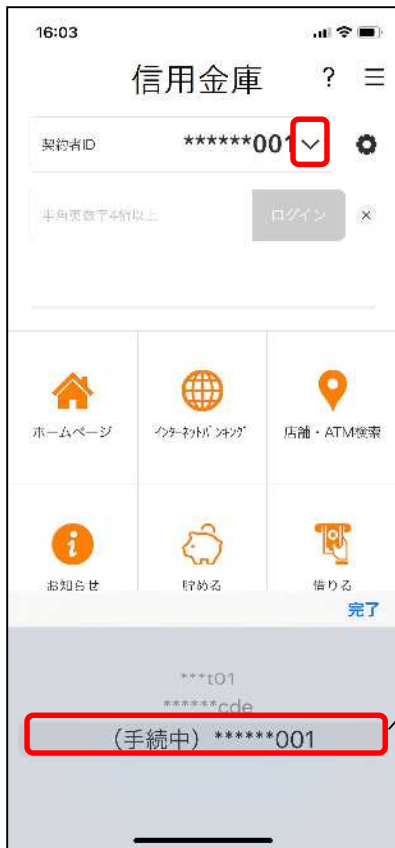 16:03
信用金庫 ?
契約者ID ******001
半角英数字4桁以上 ログイン ×
ホームページ インターネットバンキング 店舗・ATM検索
お知らせ 貯める 借りる
完了
***t01
******cde
(手続中) ******001